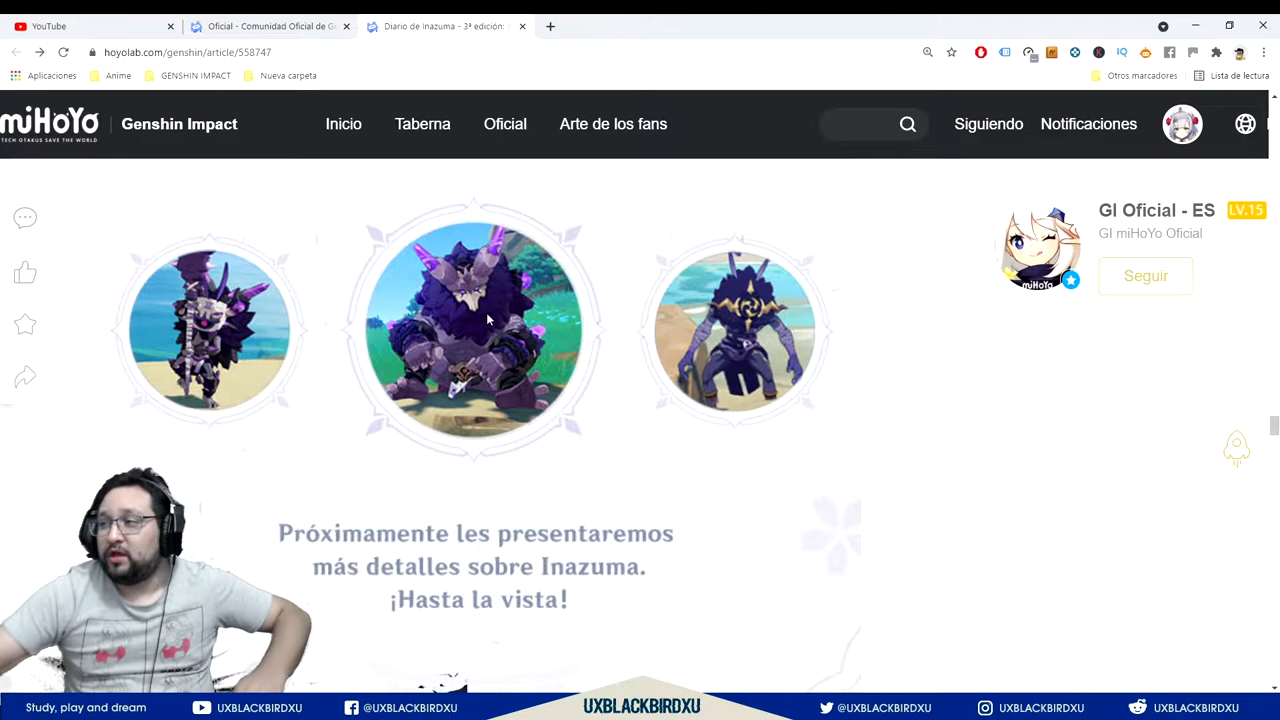 YouTube
Oficial - Comunidad Oficial de Ge
Diario de Inazuma - 3ª edición:
hoyolab.com/genshin/article/558747
Aplicaciones
Anime
GENSHIN IMPACT
Nueva carpeta
Otros marcadores
Lista de lectura
miHoYo
TECH OTAKUS SAVE THE WORLD
Genshin Impact
Inicio
Taberna
Oficial
Arte de los fans
Siguiendo
Notificaciones
GI Oficial - ES
LV.15
GI miHoYo Oficial
miHoYo
Seguir
Próximamente les presentaremos
más detalles sobre Inazuma.
¡Hasta la vista!
Study, play and dream
UXBLACKBIRDXU
@UXBLACKBIRDXU
UXBLACKBIRDXU
@UXBLACKBIRDXU
UXBLACKBIRDXU
UXBLACKBIRDXU